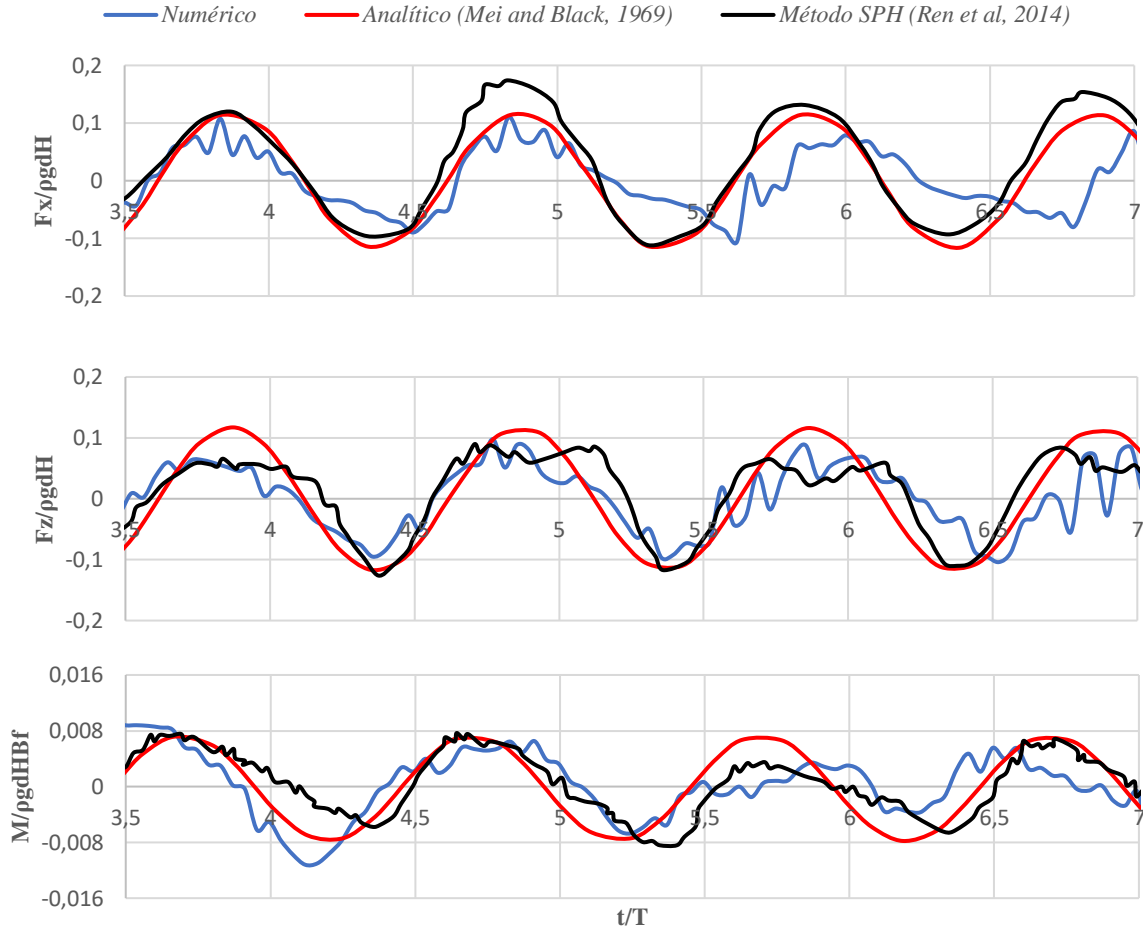 Numérico Analítico (Mei and Black, 1969) Método SPH (Ren et al, 2014)
Fx/ρgdH
0,2
0,1
0
-0,1
-0,2
3,5 4 4,5 5 5,5 6 6,5 7
Fz/ρgdH
0,2
0,1
0
-0,1
-0,2
3,5 4 4,5 5 5,5 6 6,5 7
M/ρgdHBf
0,016
0,008
0
-0,008
-0,016
3,5 4 4,5 5 5,5 6 6,5 7
t/T